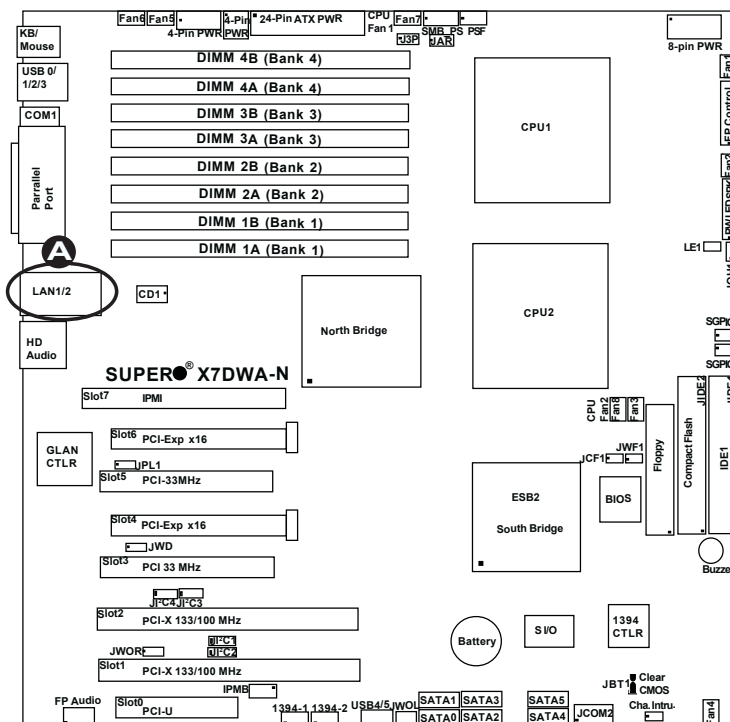 Fan6 Fan5 4-Pin PWR 4-Pin PWR 24-Pin ATX PWR CPU Fan 1 Fan7 SMB_PS PSF
J3P JAR
8-pin PWR
KB/
Mouse
USB 0/
1/2/3
COM1
Parrallel
Port
A
LAN1/2
HD
Audio
CD1
DIMM 4B (Bank 4)
DIMM 4A (Bank 4)
DIMM 3B (Bank 3)
DIMM 3A (Bank 3)
DIMM 2B (Bank 2)
DIMM 2A (Bank 2)
DIMM 1B (Bank 1)
DIMM 1A (Bank 1)
CPU1
CPU2
North Bridge
Fan1
FP Control
LE1
SUPER® X7DWA-N
Slot7 IPMI
Slot6 PCI-Exp x16
GLAN
CTLR
JPL1
Slot5 PCI-33MHz
Slot4 PCI-Exp x16
JWD
Slot3 PCI 33 MHz
JI²C4 JI²C3
Slot2 PCI-X 133/100 MHz
JI²C1
JWOR JI²C2
Slot1 PCI-X 133/100 MHz
IPMB
FP Audio
Slot0
PCI-U
1394-1 1394-2 USB4/5 JWOL
SATA1 SATA3 SATA5
SATA0 SATA2 SATA4
JCOM2
CPU
Fan2
Fan8
Fan3
JWF1
JCF1
BIOS
Floppy
Compact Flash
JIDE2
IDE1
ESB2
South Bridge
Battery
S I/O
1394
CTLR
JBT1 Clear
CMOS
Cha. Intru.
Fan4